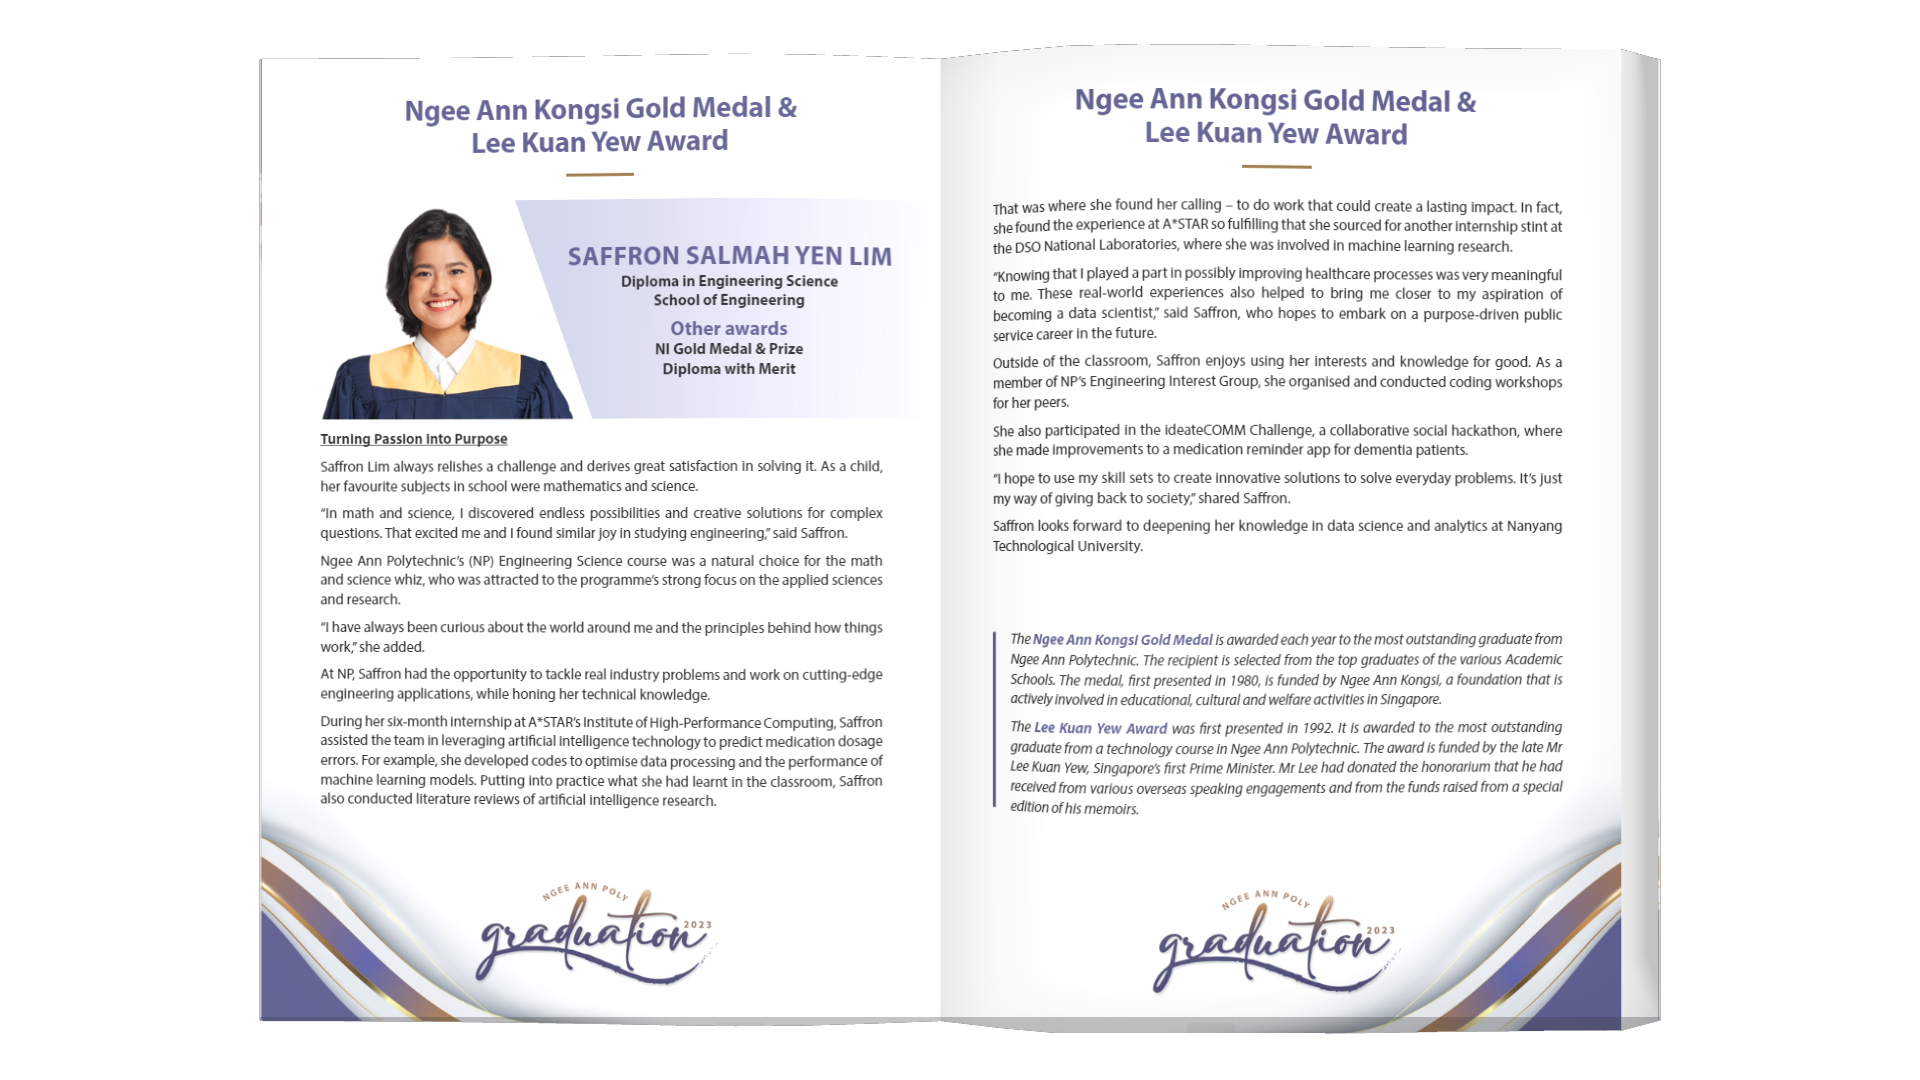 Ngee Ann Kongsi Gold Medal &
Lee Kuan Yew Award
SAFFRON SALMAH YEN LIM
Diploma in Engineering Science
School of Engineering
Other awards
NI Gold Medal & Prize
Diploma with Merit
Turning Passion into Purpose
Saffron Lim always relishes a challenge and derives great satisfaction in solving it. As a child,
her favourite subjects in school were mathematics and science.
“In math and science, I discovered endless possibilities and creative solutions for complex
questions. That excited me and I found similar joy in studying engineering,” said Saffron.
Ngee Ann Polytechnic’s (NP) Engineering Science course was a natural choice for the math
and science whiz, who was attracted to the programme’s strong focus on the applied sciences
and research.
“I have always been curious about the world around me and the principles behind how things
work,” she added.
At NP, Saffron had the opportunity to tackle real industry problems and work on cutting-edge
engineering applications, while honing her technical knowledge.
During her six-month internship at A*STAR’s Institute of High-Performance Computing, Saffron
assisted the team in leveraging artificial intelligence technology to predict medication dosage
errors. For example, she developed codes to optimise data processing and the performance of
machine learning models. Putting into practice what she had learnt in the classroom, Saffron
also conducted literature reviews of artificial intelligence research.
NGEE ANN POLY
graduation 2023
Ngee Ann Kongsi Gold Medal &
Lee Kuan Yew Award
That was where she found her calling – to do work that could create a lasting impact. In fact,
she found the experience at A*STAR so fulfilling that she sourced for another internship stint at
the DSO National Laboratories, where she was involved in machine learning research.
“Knowing that I played a part in possibly improving healthcare processes was very meaningful
to me. These real-world experiences also helped to bring me closer to my aspiration of
becoming a data scientist,” said Saffron, who hopes to embark on a purpose-driven public
service career in the future.
Outside of the classroom, Saffron enjoys using her interests and knowledge for good. As a
member of NP’s Engineering Interest Group, she organised and conducted coding workshops
for her peers.
She also participated in the ideateCOMM Challenge, a collaborative social hackathon, where
she made improvements to a medication reminder app for dementia patients.
“I hope to use my skill sets to create innovative solutions to solve everyday problems. It’s just
my way of giving back to society,” shared Saffron.
Saffron looks forward to deepening her knowledge in data science and analytics at Nanyang
Technological University.
The Ngee Ann Kongsi Gold Medal is awarded each year to the most outstanding graduate from
Ngee Ann Polytechnic. The recipient is selected from the top graduates of the various Academic
Schools. The medal, first presented in 1980, is funded by Ngee Ann Kongsi, a foundation that is
actively involved in educational, cultural and welfare activities in Singapore.
The Lee Kuan Yew Award was first presented in 1992. It is awarded to the most outstanding
graduate from a technology course in Ngee Ann Polytechnic. The award is funded by the late Mr
Lee Kuan Yew, Singapore’s first Prime Minister. Mr Lee had donated the honorarium that he had
received from various overseas speaking engagements and from the funds raised from a special
edition of his memoirs.
NGEE ANN POLY
graduation 2023